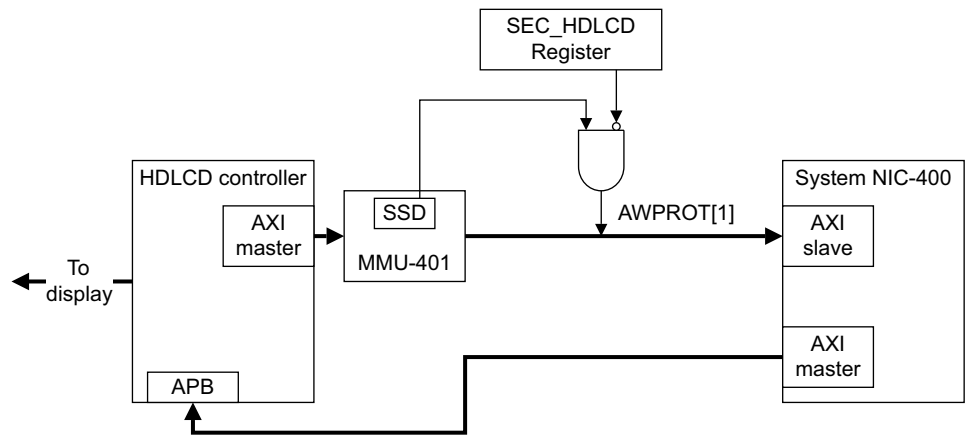 SEC_HDLCD
Register
HDLCD controller
System NIC-400
AXI
master
SSD
MMU-401
AWPROT[1]
AXI
slave
To
display
AXI
master
APB